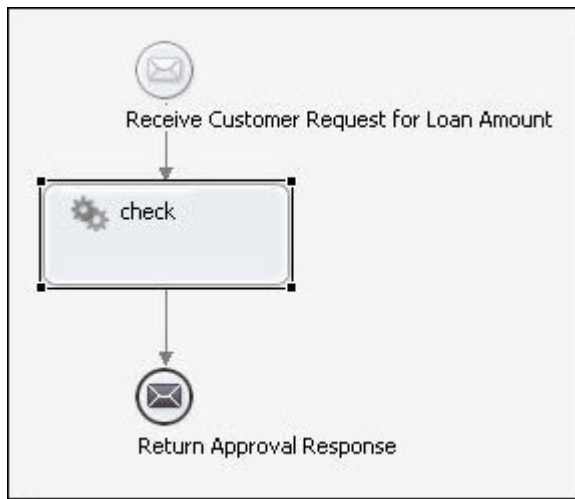 Receive Customer Request for Loan Amount
check
Return Approval Response